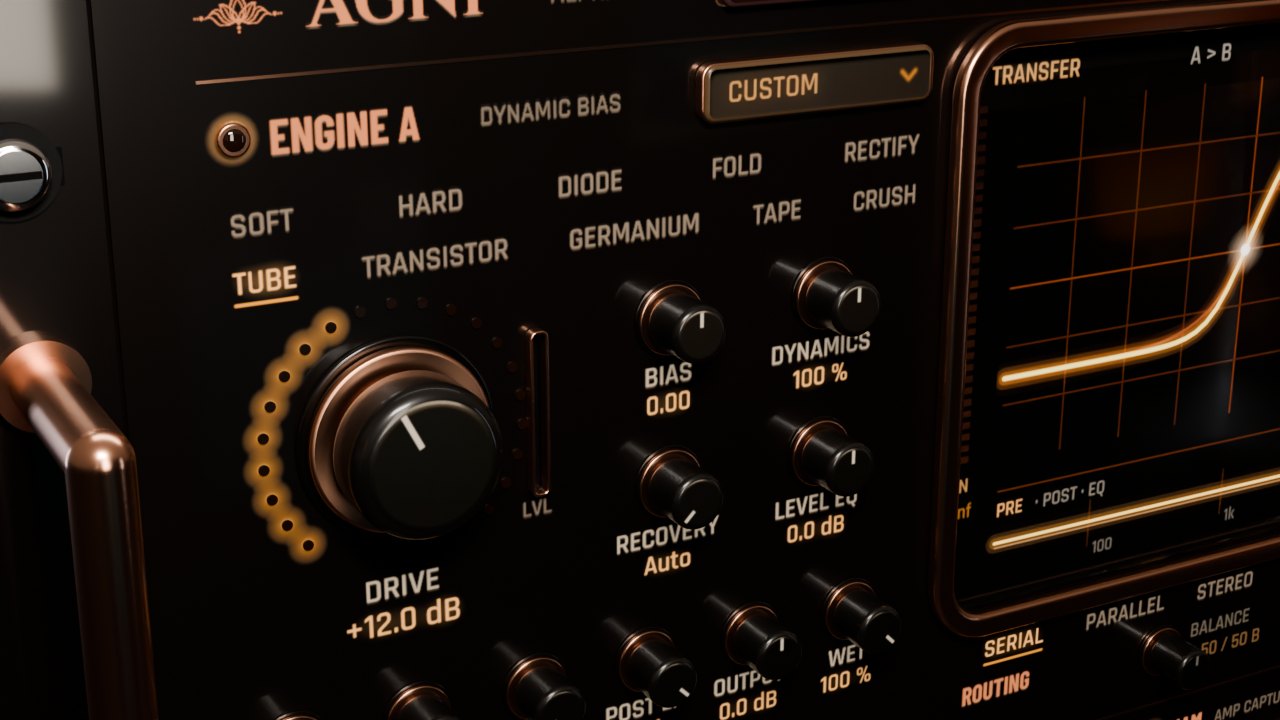 AGNI
ENGINE A
DYNAMIC BIAS
CUSTOM
SOFT
HARD
DIODE
FOLD
RECTIFY
TUBE
TRANSISTOR
GERMANIUM
TAPE
CRUSH
LVL
DRIVE
+12.0 dB
BIAS
0.00
DYNAMICS
100 %
RECOVERY
Auto
LEVEL EQ
0.0 dB
OUTPUT
0.0 dB
WET
100 %
TRANSFER
A > B
PRE · POST · EQ
100
1k
SERIAL
PARALLEL
STEREO
BALANCE
50 / 50 B
ROUTING